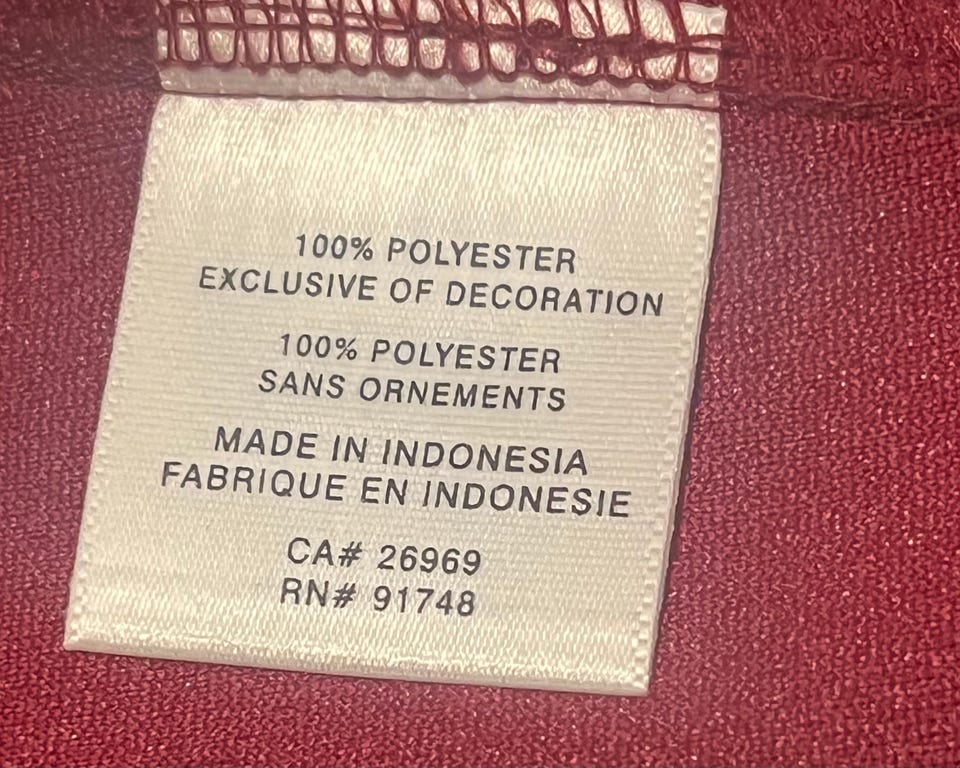 100% POLYESTER
EXCLUSIVE OF DECORATION
100% POLYESTER
SANS ORNEMENTS
MADE IN INDONESIA
FABRIQUE EN INDONESIE
CA# 26969
RN# 91748